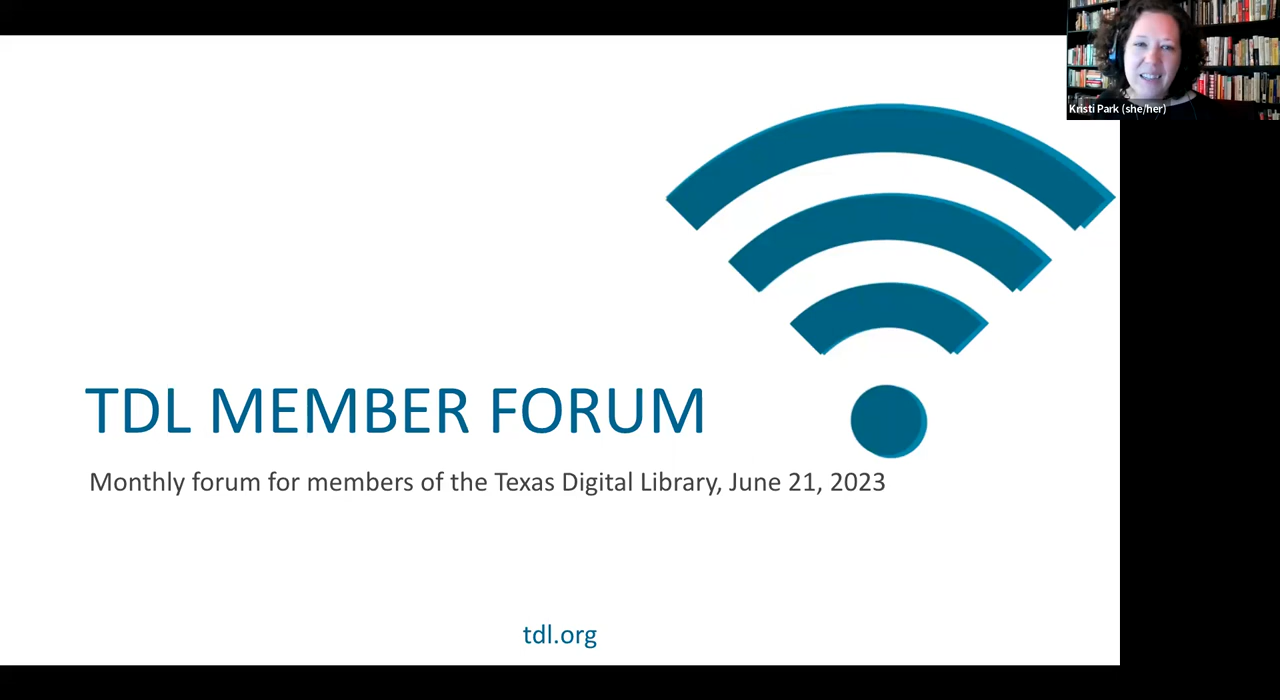 Kristi Park (she/her)
TDL MEMBER FORUM
Monthly forum for members of the Texas Digital Library, June 21, 2023
tdl.org